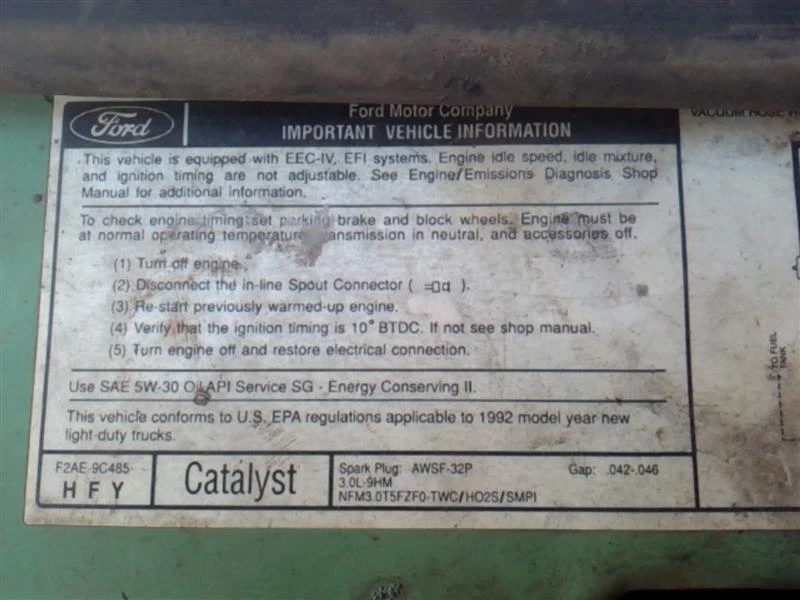 Ford
Ford Motor Company
IMPORTANT VEHICLE INFORMATION
This vehicle is equipped with EEC-IV, EFI systems. Engine idle speed, idle mixture,
and ignition timing are not adjustable. See Engine/Emissions Diagnosis Shop
Manual for additional information.
To check engine timing set parking brake and block wheels. Engine must be
at normal operating temperature, transmission in neutral, and accessories off.
(1) Turn off engine.
(2) Disconnect the in-line Spout Connector ( ).
(3) Re-start previously warmed-up engine.
(4) Verify that the ignition timing is 10° BTDC. If not see shop manual.
(5) Turn engine off and restore electrical connection.
Use SAE 5W-30 Oil API Service SG - Energy Conserving II.
This vehicle conforms to U.S. EPA regulations applicable to 1992 model year new
light-duty trucks.
F2AE-9C485-
HFY
Catalyst
Spark Plug: AWSF-32P Gap: .042-.046
3.0L-9HM
NFM3.0T5FZF0-TWC/HO2S/SMPI
VACUUM HOSE
TO FUEL
TANK